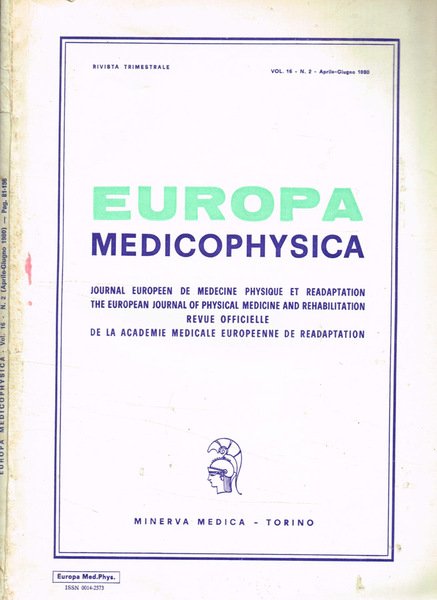 RIVISTA TRIMESTRALE
VOL. 16 - N. 2 - Aprile-Giugno 1980
EUROPA
MEDICOPHYSICA
JOURNAL EUROPEEN DE MEDECINE PHYSIQUE ET READAPTATION
THE EUROPEAN JOURNAL OF PHYSICAL MEDICINE AND REHABILITATION
REVUE OFFICIELLE
DE LA ACADEMIE MEDICALE EUROPEENNE DE READAPTATION
MINERVA MEDICA - TORINO
Europa Med.Phys.
ISSN 0014-2573
EUROPA MEDICOPHYSICA - Vol. 16 - N. 2 (Aprile-Giugno 1980) — Pag. 81-136